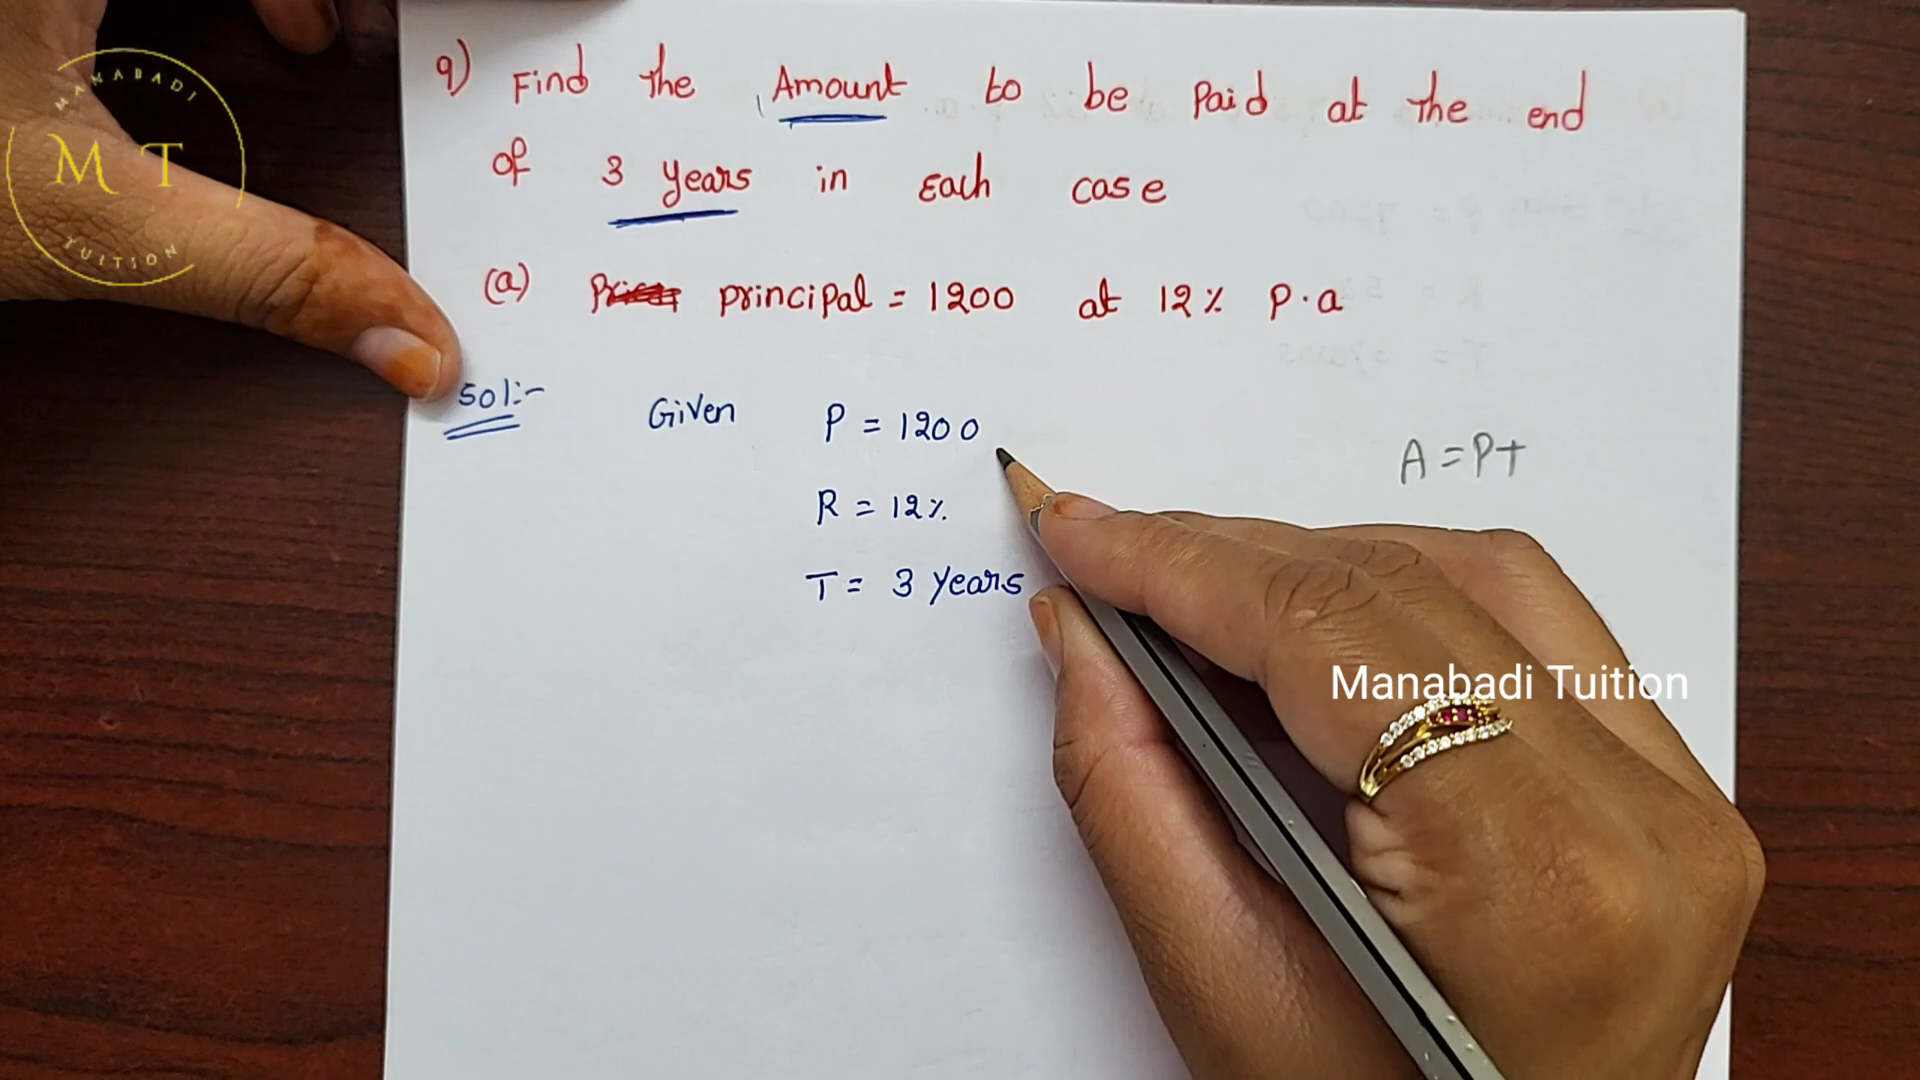 MANABADI
M T
TUITION
9) Find the Amount to be Paid at the end
of 3 years in Each case
(a) principal = 1200 at 12% P.a
Sol:- Given P = 1200
A = P+
R = 12%
T = 3 years
Manabadi Tuition